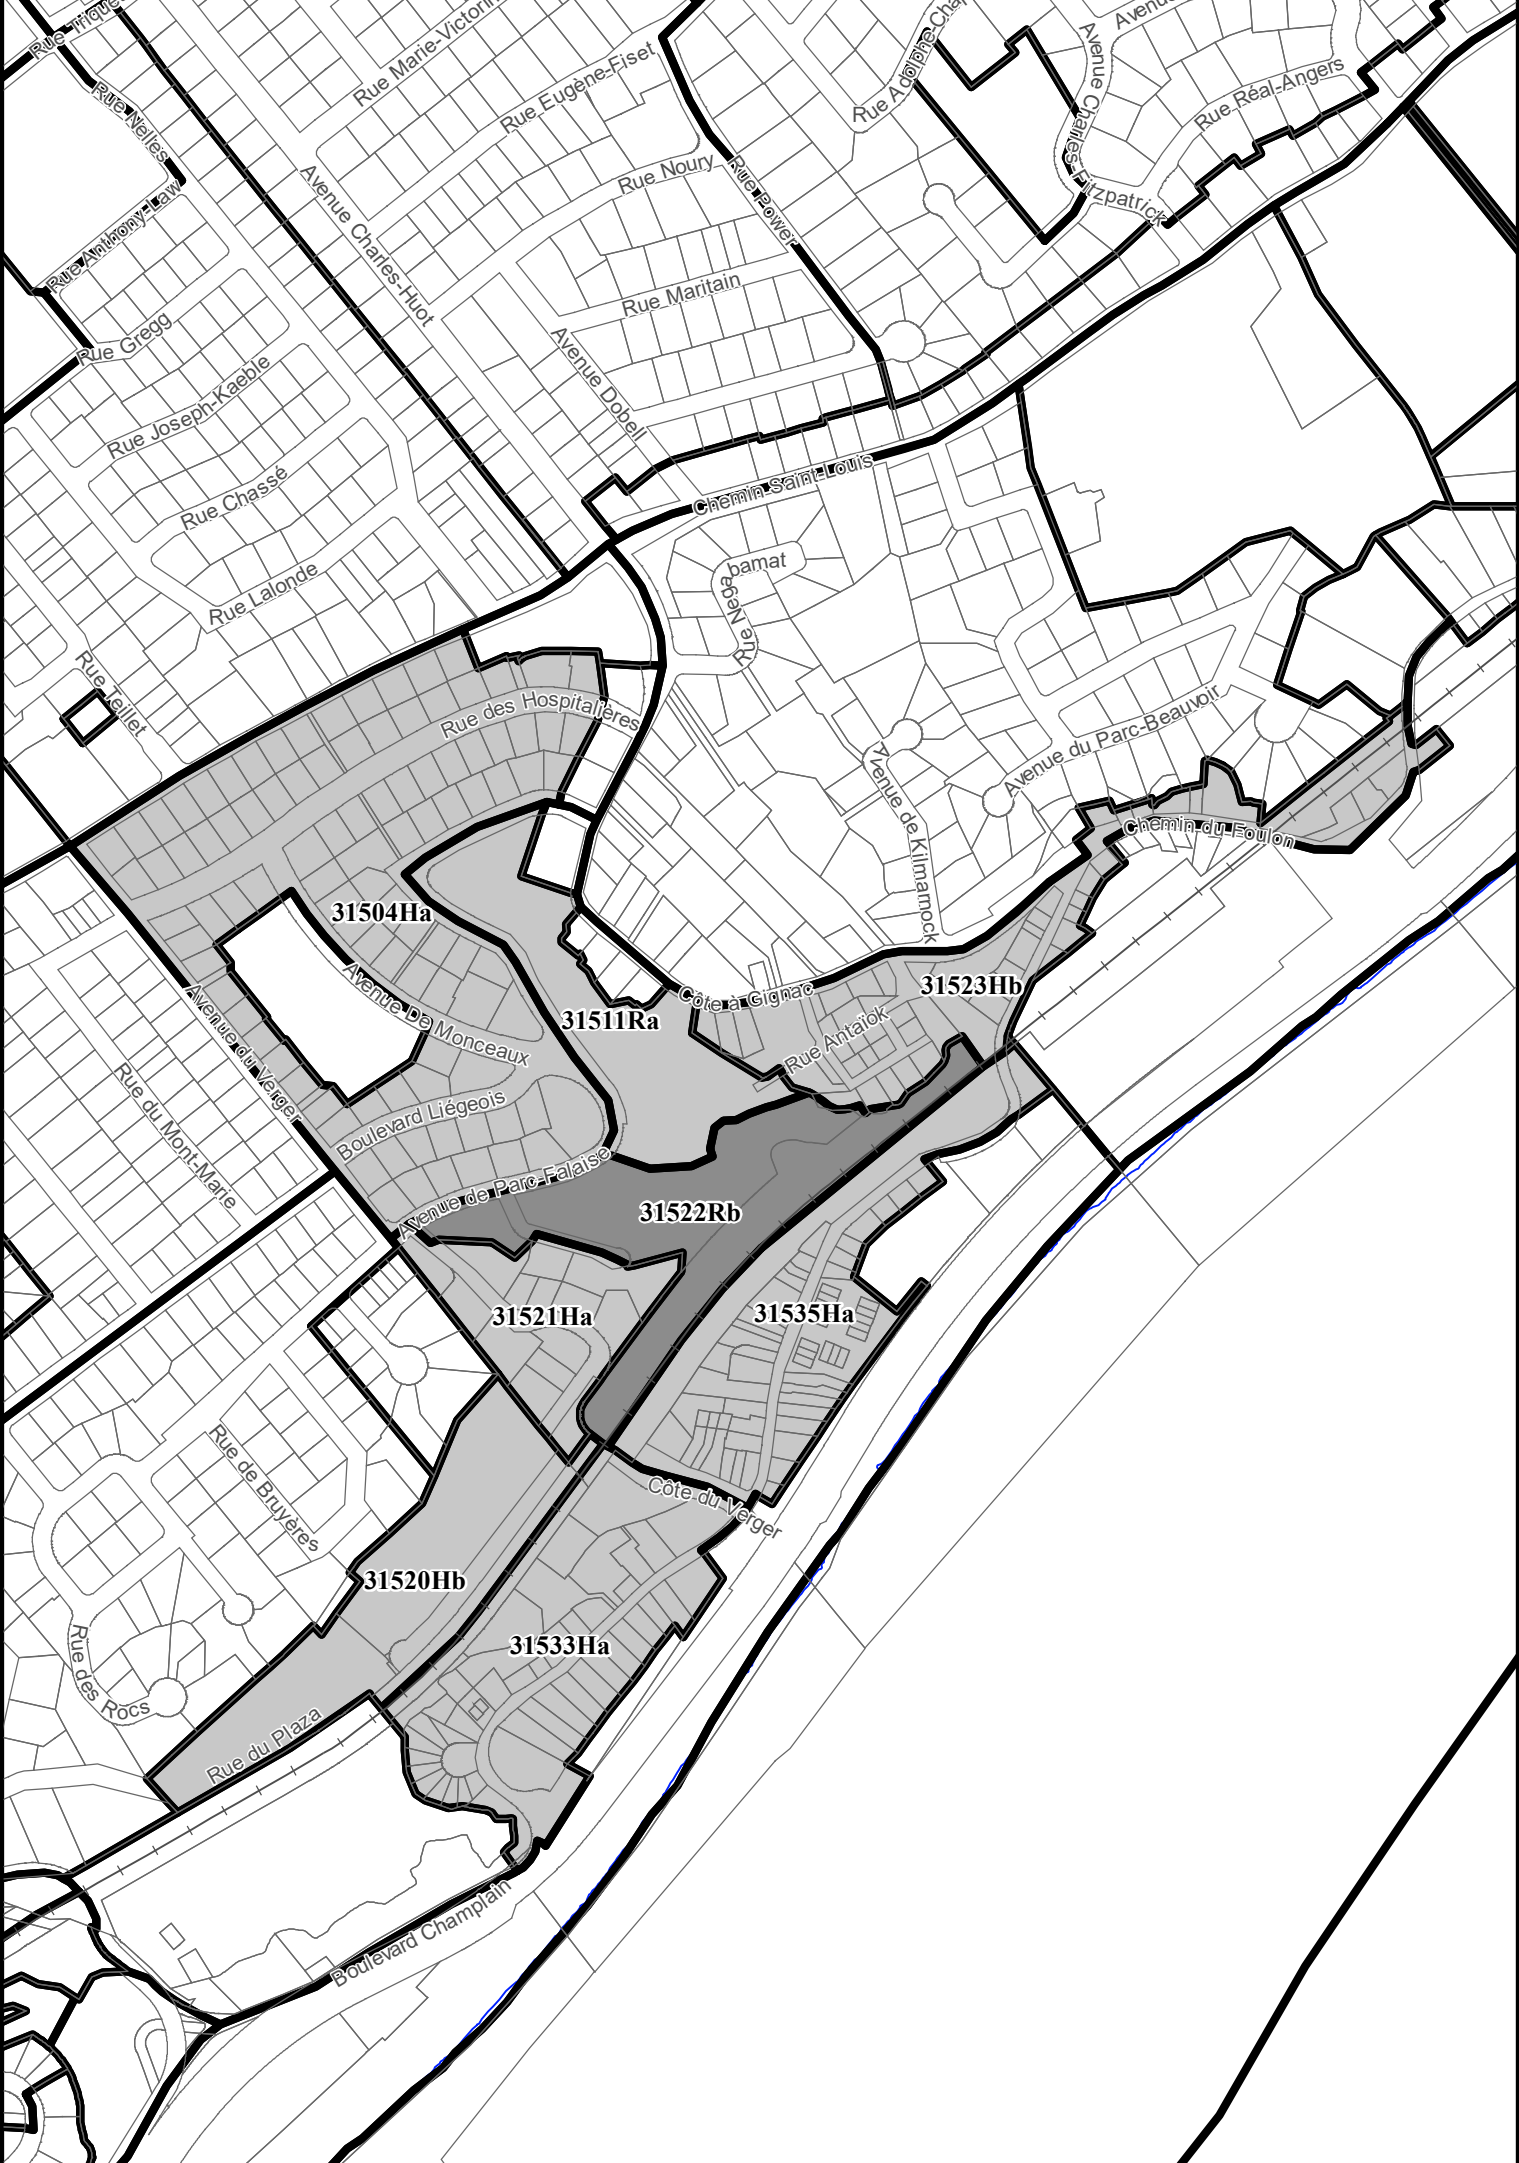 Rue Marie-Victorin
Rue Eugène-Fiset
Rue Nelles
Rue Anthony-Law
Avenue Charles-Huot
Rue Noury
Rue Power
Avenue Charles-Fitzpatrick
Rue Réal-Angers
Avenue
Rue Gregg
Rue Maritain
Avenue Dobell
Rue Joseph-Kaeble
Rue Chassé
Rue Lalonde
Chemin Saint-Louis
Rue Negabamat
Rue Teillet
Rue des Hospitalières
Avenue du Parc-Beauvoir
Avenue de Kilmarnock
Chemin du Foulon
31504Ha
Avenue De Monceaux
31511Ra
Côte à Gignac
31523Hb
Rue Antaïok
Avenue du Verger
Rue du Mont-Marie
Boulevard Liégeois
Avenue de Parc-Falaise
31522Rb
31521Ha
31535Ha
Rue de Bruyères
Côte du Verger
31520Hb
31533Ha
Rue des Rocs
Rue du Plaza
Boulevard Champlain